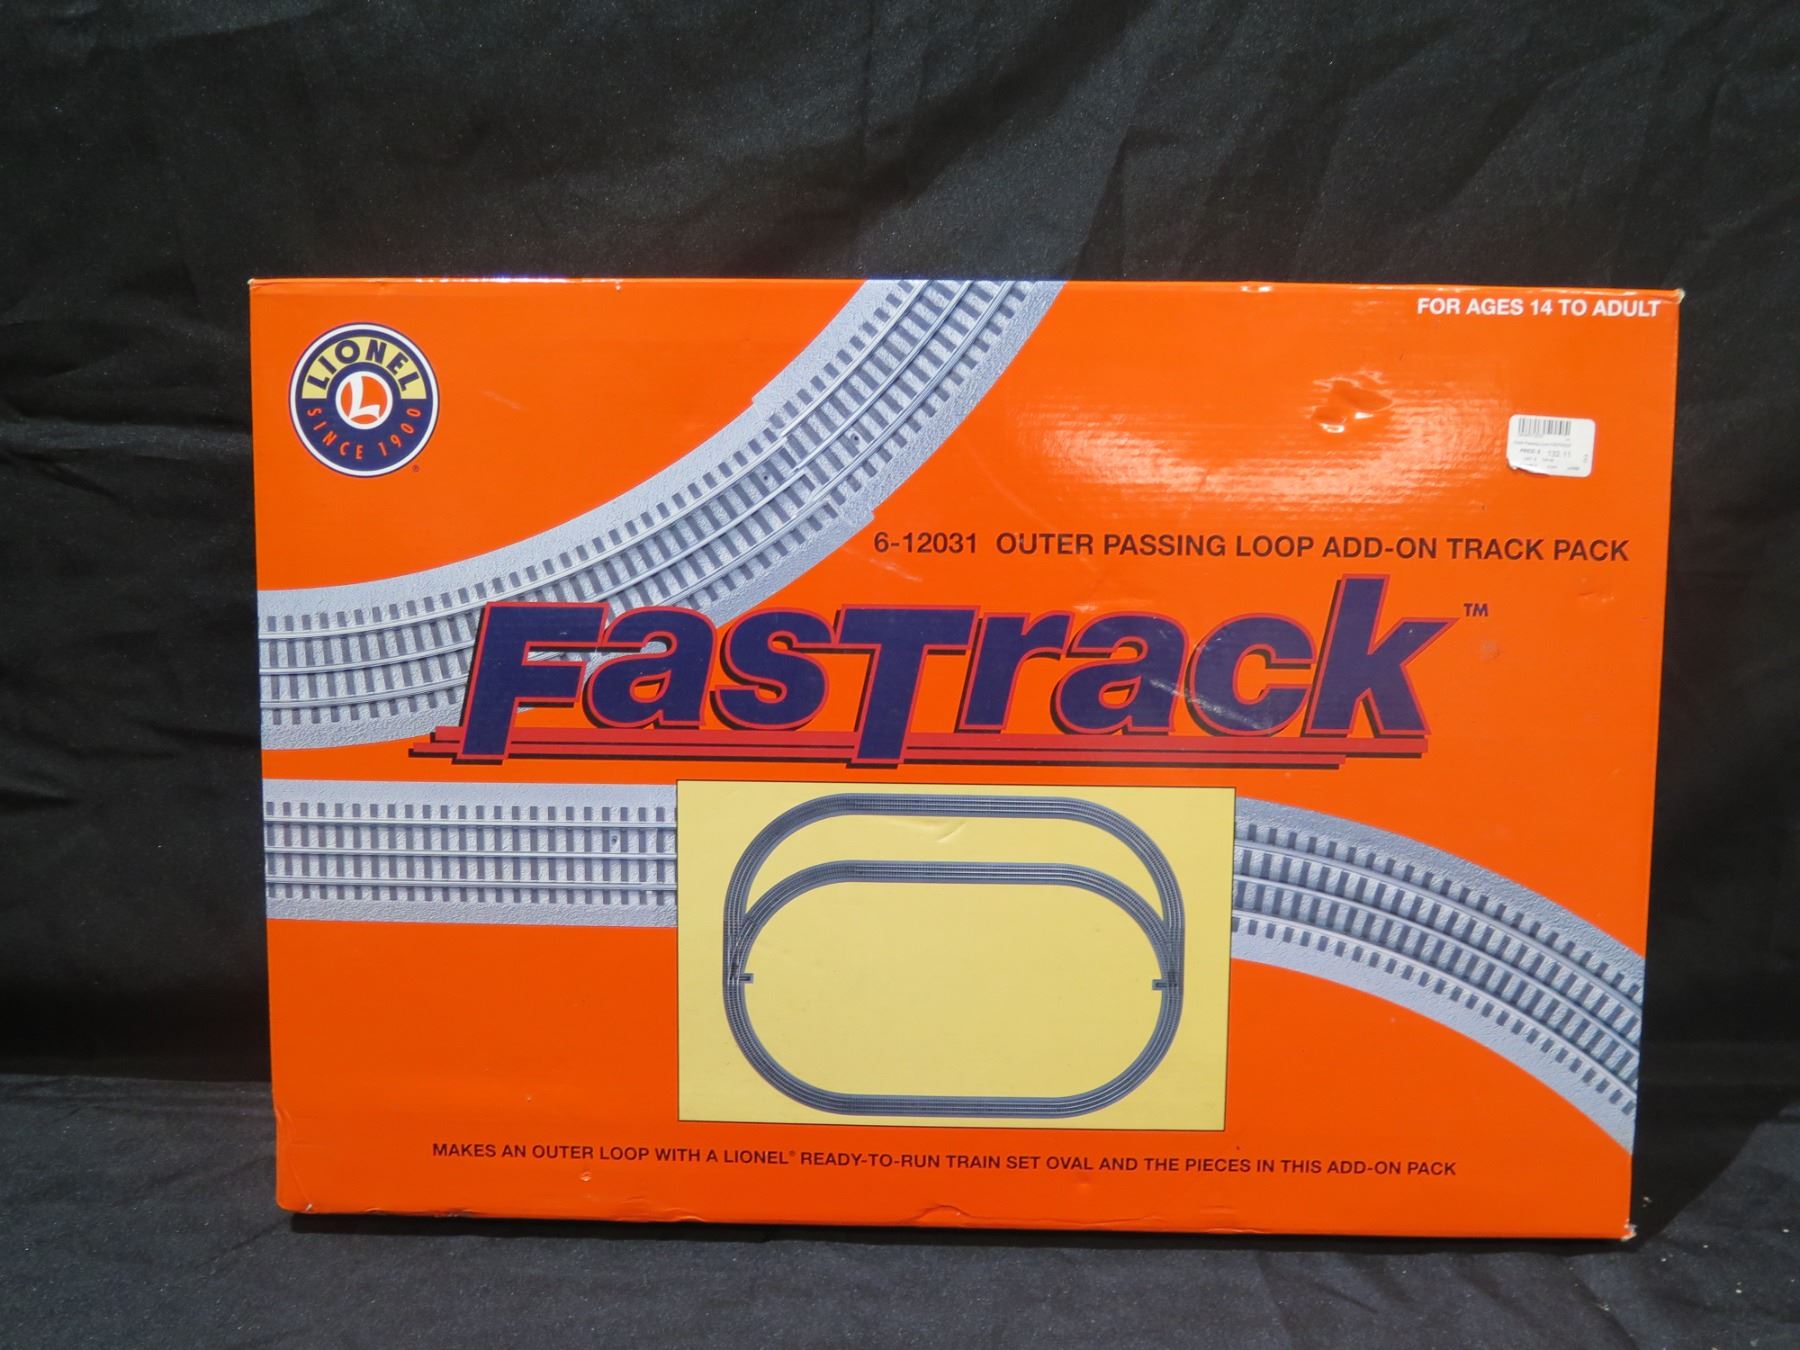 FOR AGES 14 TO ADULT
LIONEL
L
SINCE 1900
®
132.11
6-12031 OUTER PASSING LOOP ADD-ON TRACK PACK
FasTrack™
MAKES AN OUTER LOOP WITH A LIONEL® READY-TO-RUN TRAIN SET OVAL AND THE PIECES IN THIS ADD-ON PACK